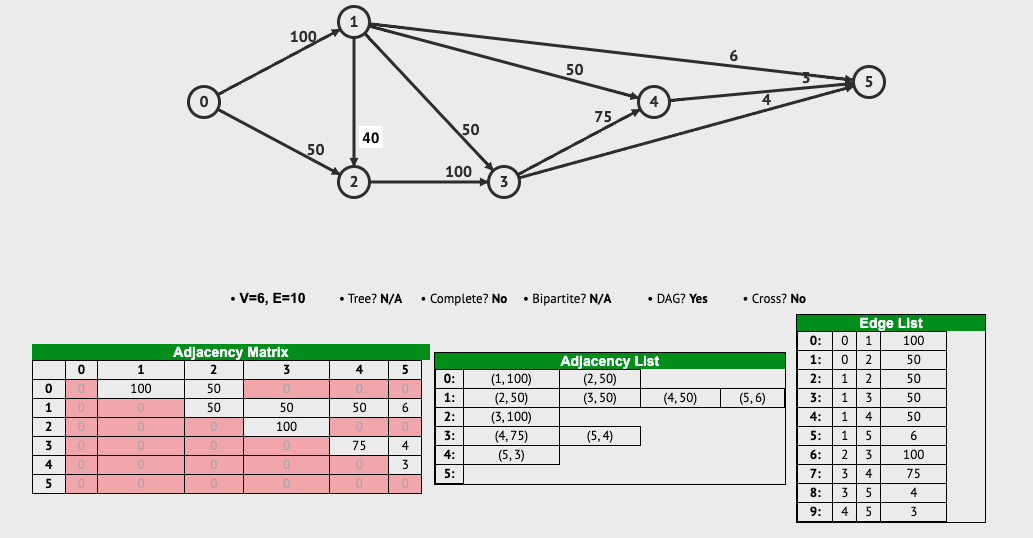 1
100
6
50
3
5
4
4
0
75
40
50
50
100
2
3
• V=6, E=10 • Tree? N/A • Complete? No • Bipartite? N/A • DAG? Yes • Cross? No
Adjacency Matrix
0 1 2 3 4 5
0 0 100 50 0 0 0
1 0 0 50 50 50 6
2 0 0 0 100 0 0
3 0 0 0 0 75 4
4 0 0 0 0 0 3
5 0 0 0 0 0 0
Adjacency List
0: (1, 100) (2, 50)
1: (2, 50) (3, 50) (4, 50) (5, 6)
2: (3, 100)
3: (4, 75) (5, 4)
4: (5, 3)
5:
Edge List
0: 0 1 100
1: 0 2 50
2: 1 2 50
3: 1 3 50
4: 1 4 50
5: 1 5 6
6: 2 3 100
7: 3 4 75
8: 3 5 4
9: 4 5 3